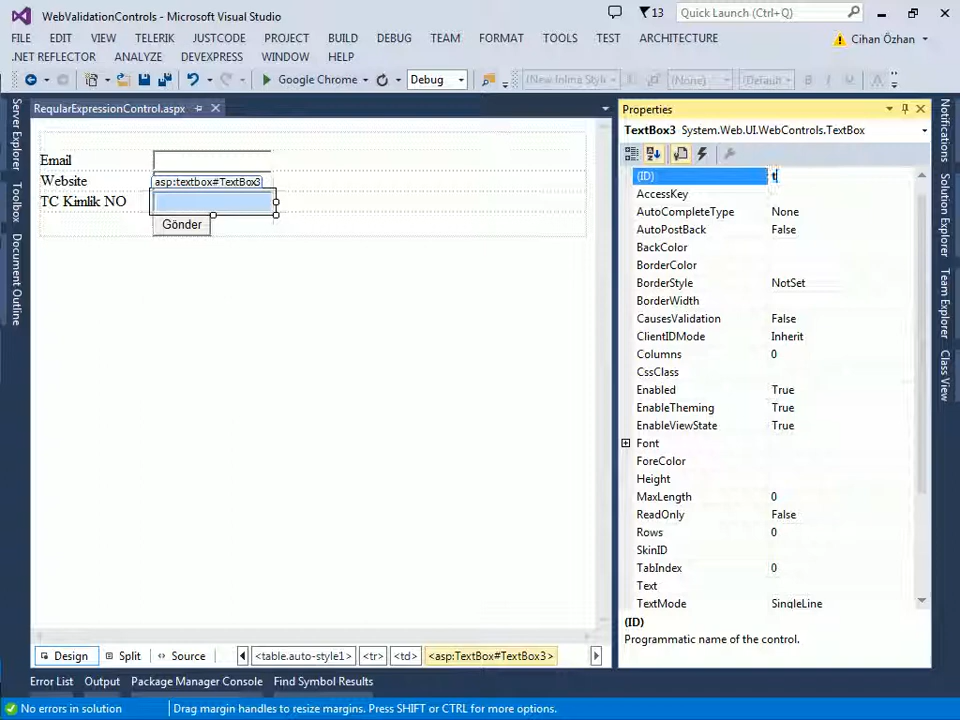 WebValidationControls - Microsoft Visual Studio
13
Quick Launch (Ctrl+Q)
FILE EDIT VIEW TELERIK JUSTCODE PROJECT BUILD DEBUG TEAM FORMAT TOOLS TEST ARCHITECTURE
Cihan Özhan
.NET REFLECTOR ANALYZE DEVEXPRESS WINDOW HELP
Google Chrome
Debug
(New Inline Style
(None)
(Default
B I U A
Server Explorer
Toolbox
Document Outline
ReqularExpressionControl.aspx
Email
Website
asp:textbox#TextBox3
TC Kimlik NO
Gönder
Design Split Source <table.auto-style1> <tr> <td> <asp:TextBox#TextBox3>
Properties
TextBox3 System.Web.UI.WebControls.TextBox
(ID) t
AccessKey
AutoCompleteType None
AutoPostBack False
BackColor
BorderColor
BorderStyle NotSet
BorderWidth
CausesValidation False
ClientIDMode Inherit
Columns 0
CssClass
Enabled True
EnableTheming True
EnableViewState True
Font
ForeColor
Height
MaxLength 0
ReadOnly False
Rows 0
SkinID
TabIndex 0
Text
TextMode SingleLine
(ID)
Programmatic name of the control.
Notifications
Solution Explorer
Team Explorer
Class View
Error List Output Package Manager Console Find Symbol Results
No errors in solution
Drag margin handles to resize margins. Press SHIFT or CTRL for more options.